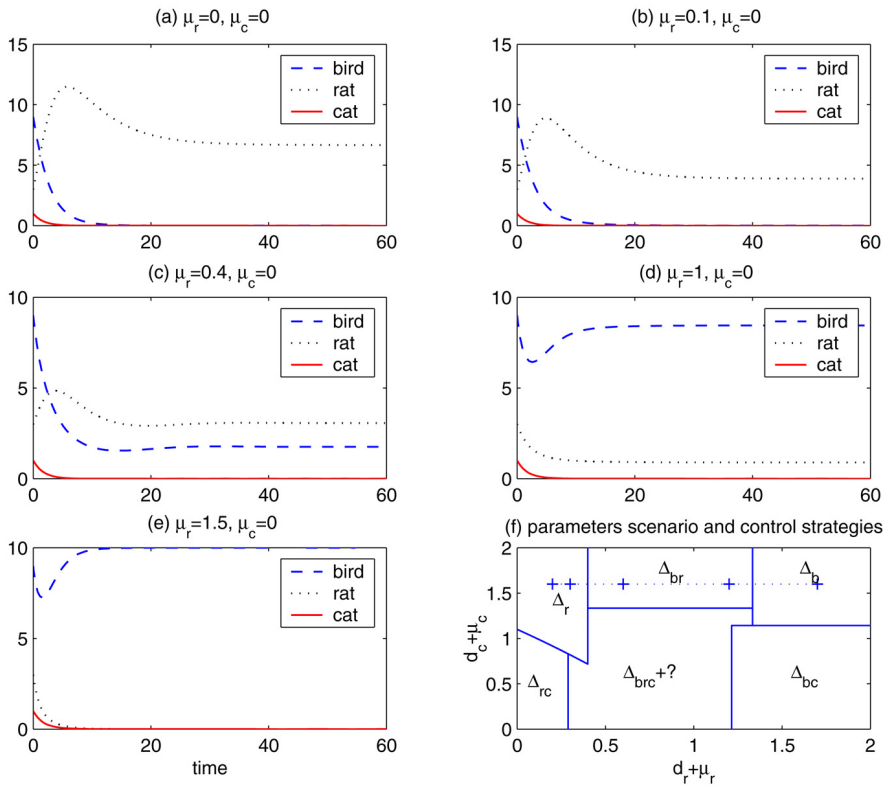 (a) μr=0, μc=0
15
10
5
0
0 20 40 60
bird
rat
cat
(b) μr=0.1, μc=0
15
10
5
0
0 20 40 60
bird
rat
cat
(c) μr=0.4, μc=0
10
5
0
0 20 40 60
bird
rat
cat
(d) μr=1, μc=0
10
5
0
0 20 40 60
bird
rat
cat
(e) μr=1.5, μc=0
10
5
0
0 20 40 60
time
bird
rat
cat
(f) parameters scenario and control strategies
2
1.5
1
0.5
0
0 0.5 1 1.5 2
dc+μc
dr+μr
Δbr
Δb
Δr
Δrc
Δbrc+?
Δbc